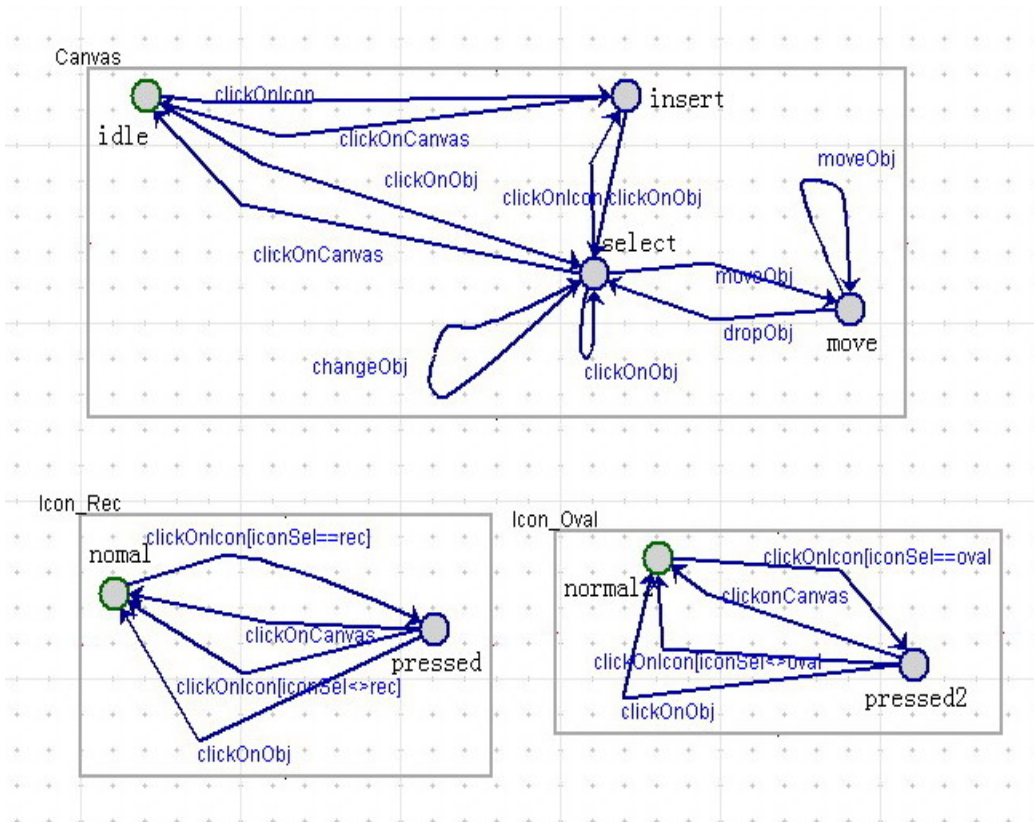 Canvas
clickOnIcon
insert
idle
clickOnCanvas
moveObj
clickOnObj
clickOnIcon clickOnObj
select
clickOnCanvas
moveObj
dropObj
move
changeObj
clickOnObj
Icon_Rec
Icon_Oval
clickOnIcon[iconSel==rec]
nomal
clickOnIcon[iconSel==oval
normal
clickonCanvas
clickOnCanvas
pressed
clickOnIcon[iconSel<>oval
clickOnIcon[iconSel<>rec]
pressed2
clickOnObj
clickOnObj